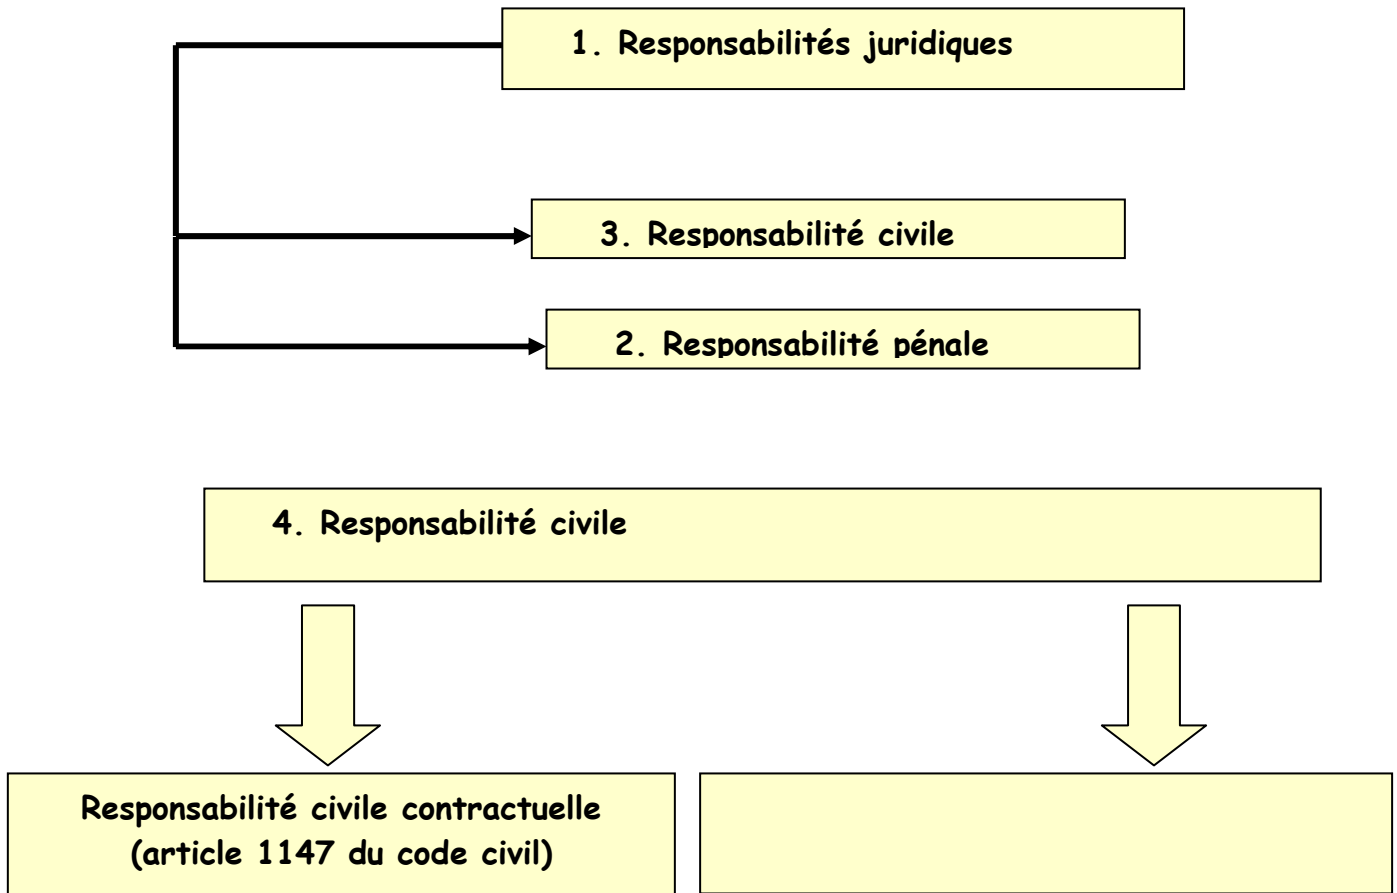 1. Responsabilités juridiques
3. Responsabilité civile
2. Responsabilité pénale
4. Responsabilité civile
Responsabilité civile contractuelle
(article 1147 du code civil)